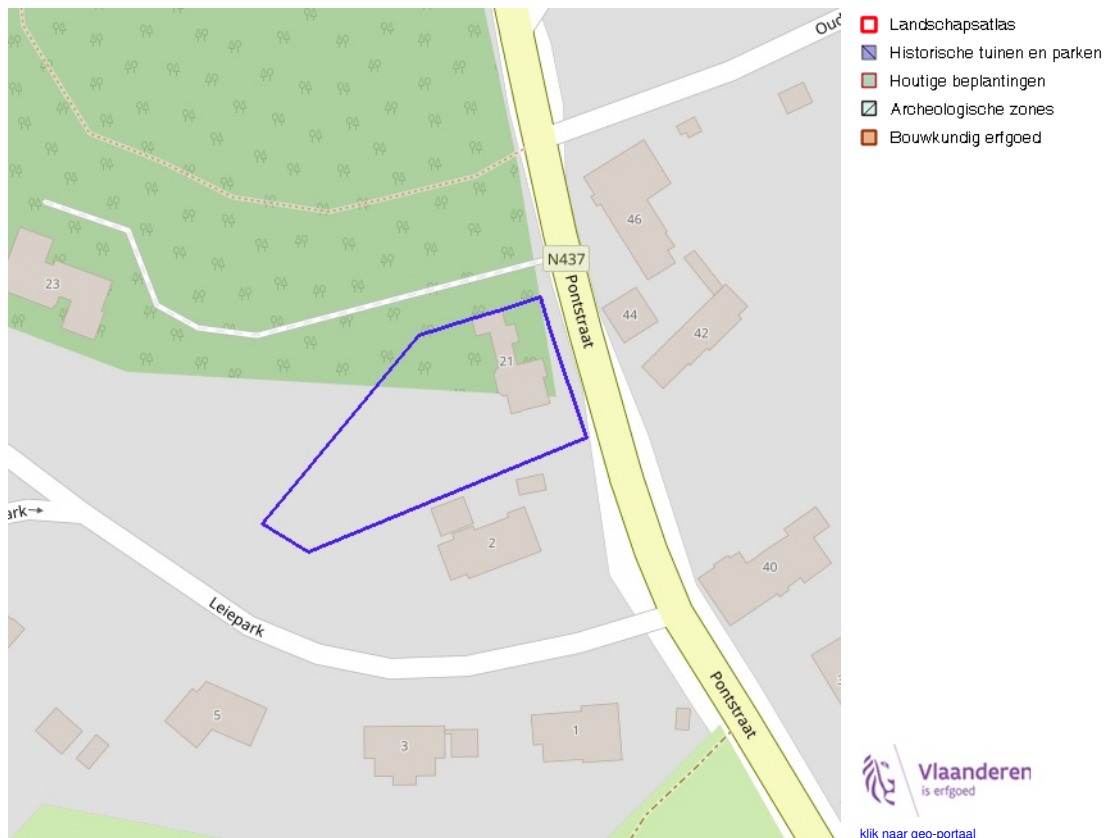 Oud
46
N437
23
Pontstraat
44
42
21
ark→
2
40
Leiepark
Pontstraat
5
3
1
Landschapsatlas
Historische tuinen en parken
Houtige beplantingen
Archeologische zones
Bouwkundig erfgoed
Vlaanderen
is erfgoed
klik naar geo-portaal